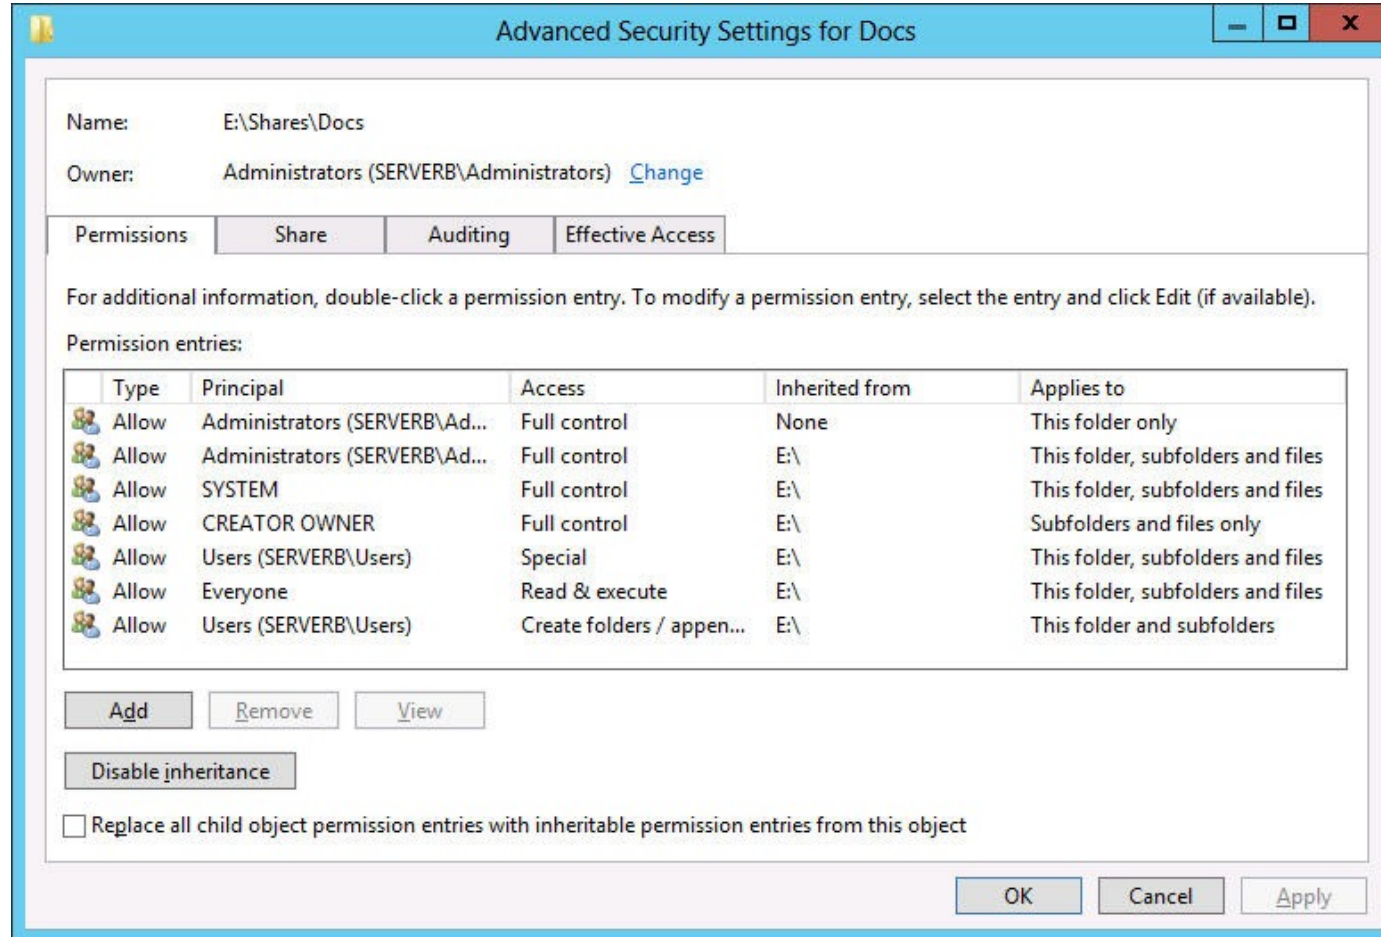 Advanced Security Settings for Docs
Name: E:\Shares\Docs
Owner: Administrators (SERVERB\Administrators) Change
Permissions Share Auditing Effective Access
For additional information, double-click a permission entry. To modify a permission entry, select the entry and click Edit (if available).
Permission entries:
Type Principal Access Inherited from Applies to
Allow Administrators (SERVERB\Ad... Full control None This folder only
Allow Administrators (SERVERB\Ad... Full control E:\ This folder, subfolders and files
Allow SYSTEM Full control E:\ This folder, subfolders and files
Allow CREATOR OWNER Full control E:\ Subfolders and files only
Allow Users (SERVERB\Users) Special E:\ This folder, subfolders and files
Allow Everyone Read & execute E:\ This folder, subfolders and files
Allow Users (SERVERB\Users) Create folders / appen... E:\ This folder and subfolders
Add Remove View
Disable inheritance
Replace all child object permission entries with inheritable permission entries from this object
OK Cancel Apply